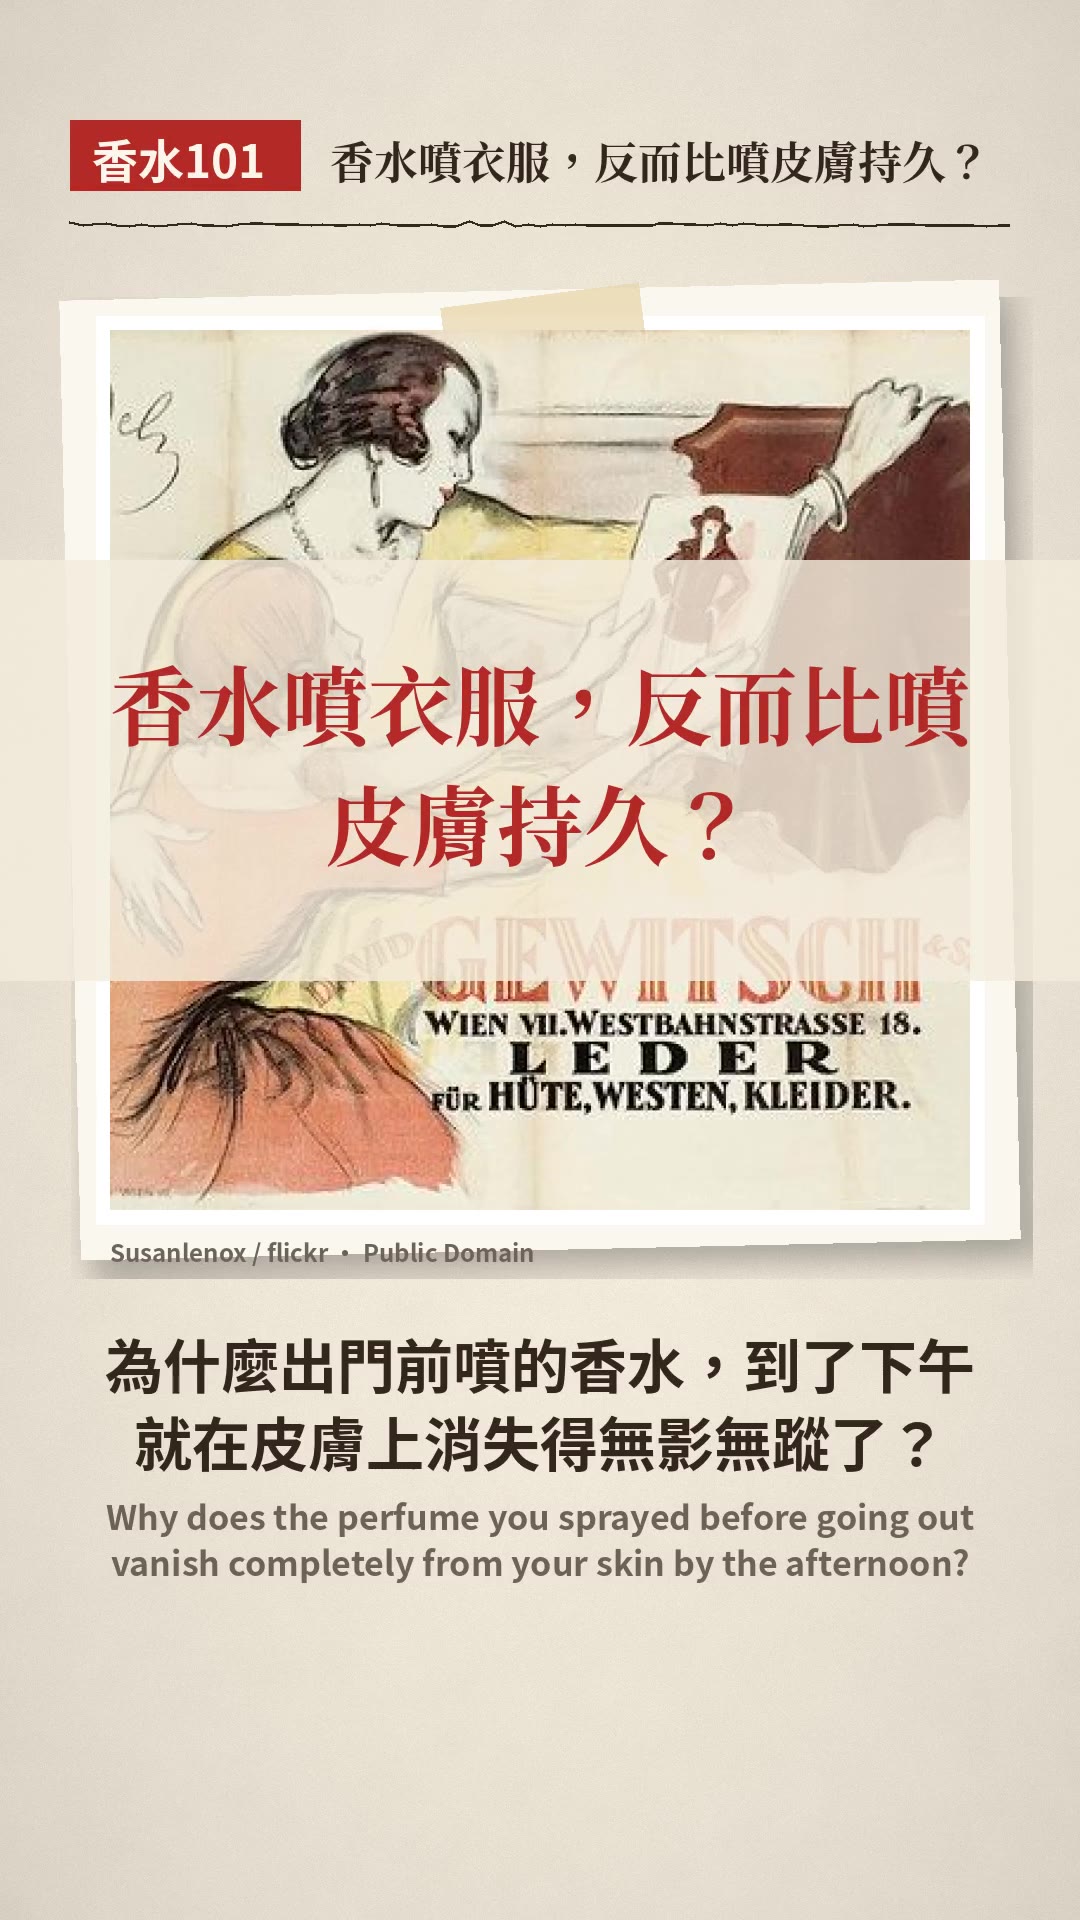 香水101
香水噴衣服，反而比噴皮膚持久？
香水噴衣服，反而比噴
皮膚持久？
DAVID GEWITSCH
WIEN VII. WESTBAHNSTRASSE 18.
LEDER
FÜR HÜTE, WESTEN, KLEIDER.
Susanlenox / flickr • Public Domain
為什麼出門前噴的香水，到了下午
就在皮膚上消失得無影無蹤了？
Why does the perfume you sprayed before going out
vanish completely from your skin by the afternoon?